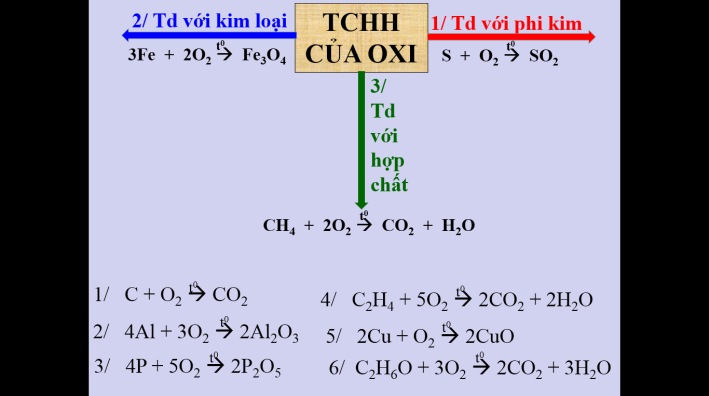 2/ Td với kim loại
3Fe + 2O₂ t⁰→ Fe₃O₄
TCHH
CỦA OXI
1/ Td với phi kim
S + O₂ t⁰→ SO₂
3/
Td
với
hợp
chất
CH₄ + 2O₂ t⁰→ CO₂ + H₂O
1/ C + O₂ t⁰→ CO₂
2/ 4Al + 3O₂ t⁰→ 2Al₂O₃
3/ 4P + 5O₂ t⁰→ 2P₂O₅
4/ C₂H₄ + 5O₂ t⁰→ 2CO₂ + 2H₂O
5/ 2Cu + O₂ t⁰→ 2CuO
6/ C₂H₆O + 3O₂ t⁰→ 2CO₂ + 3H₂O